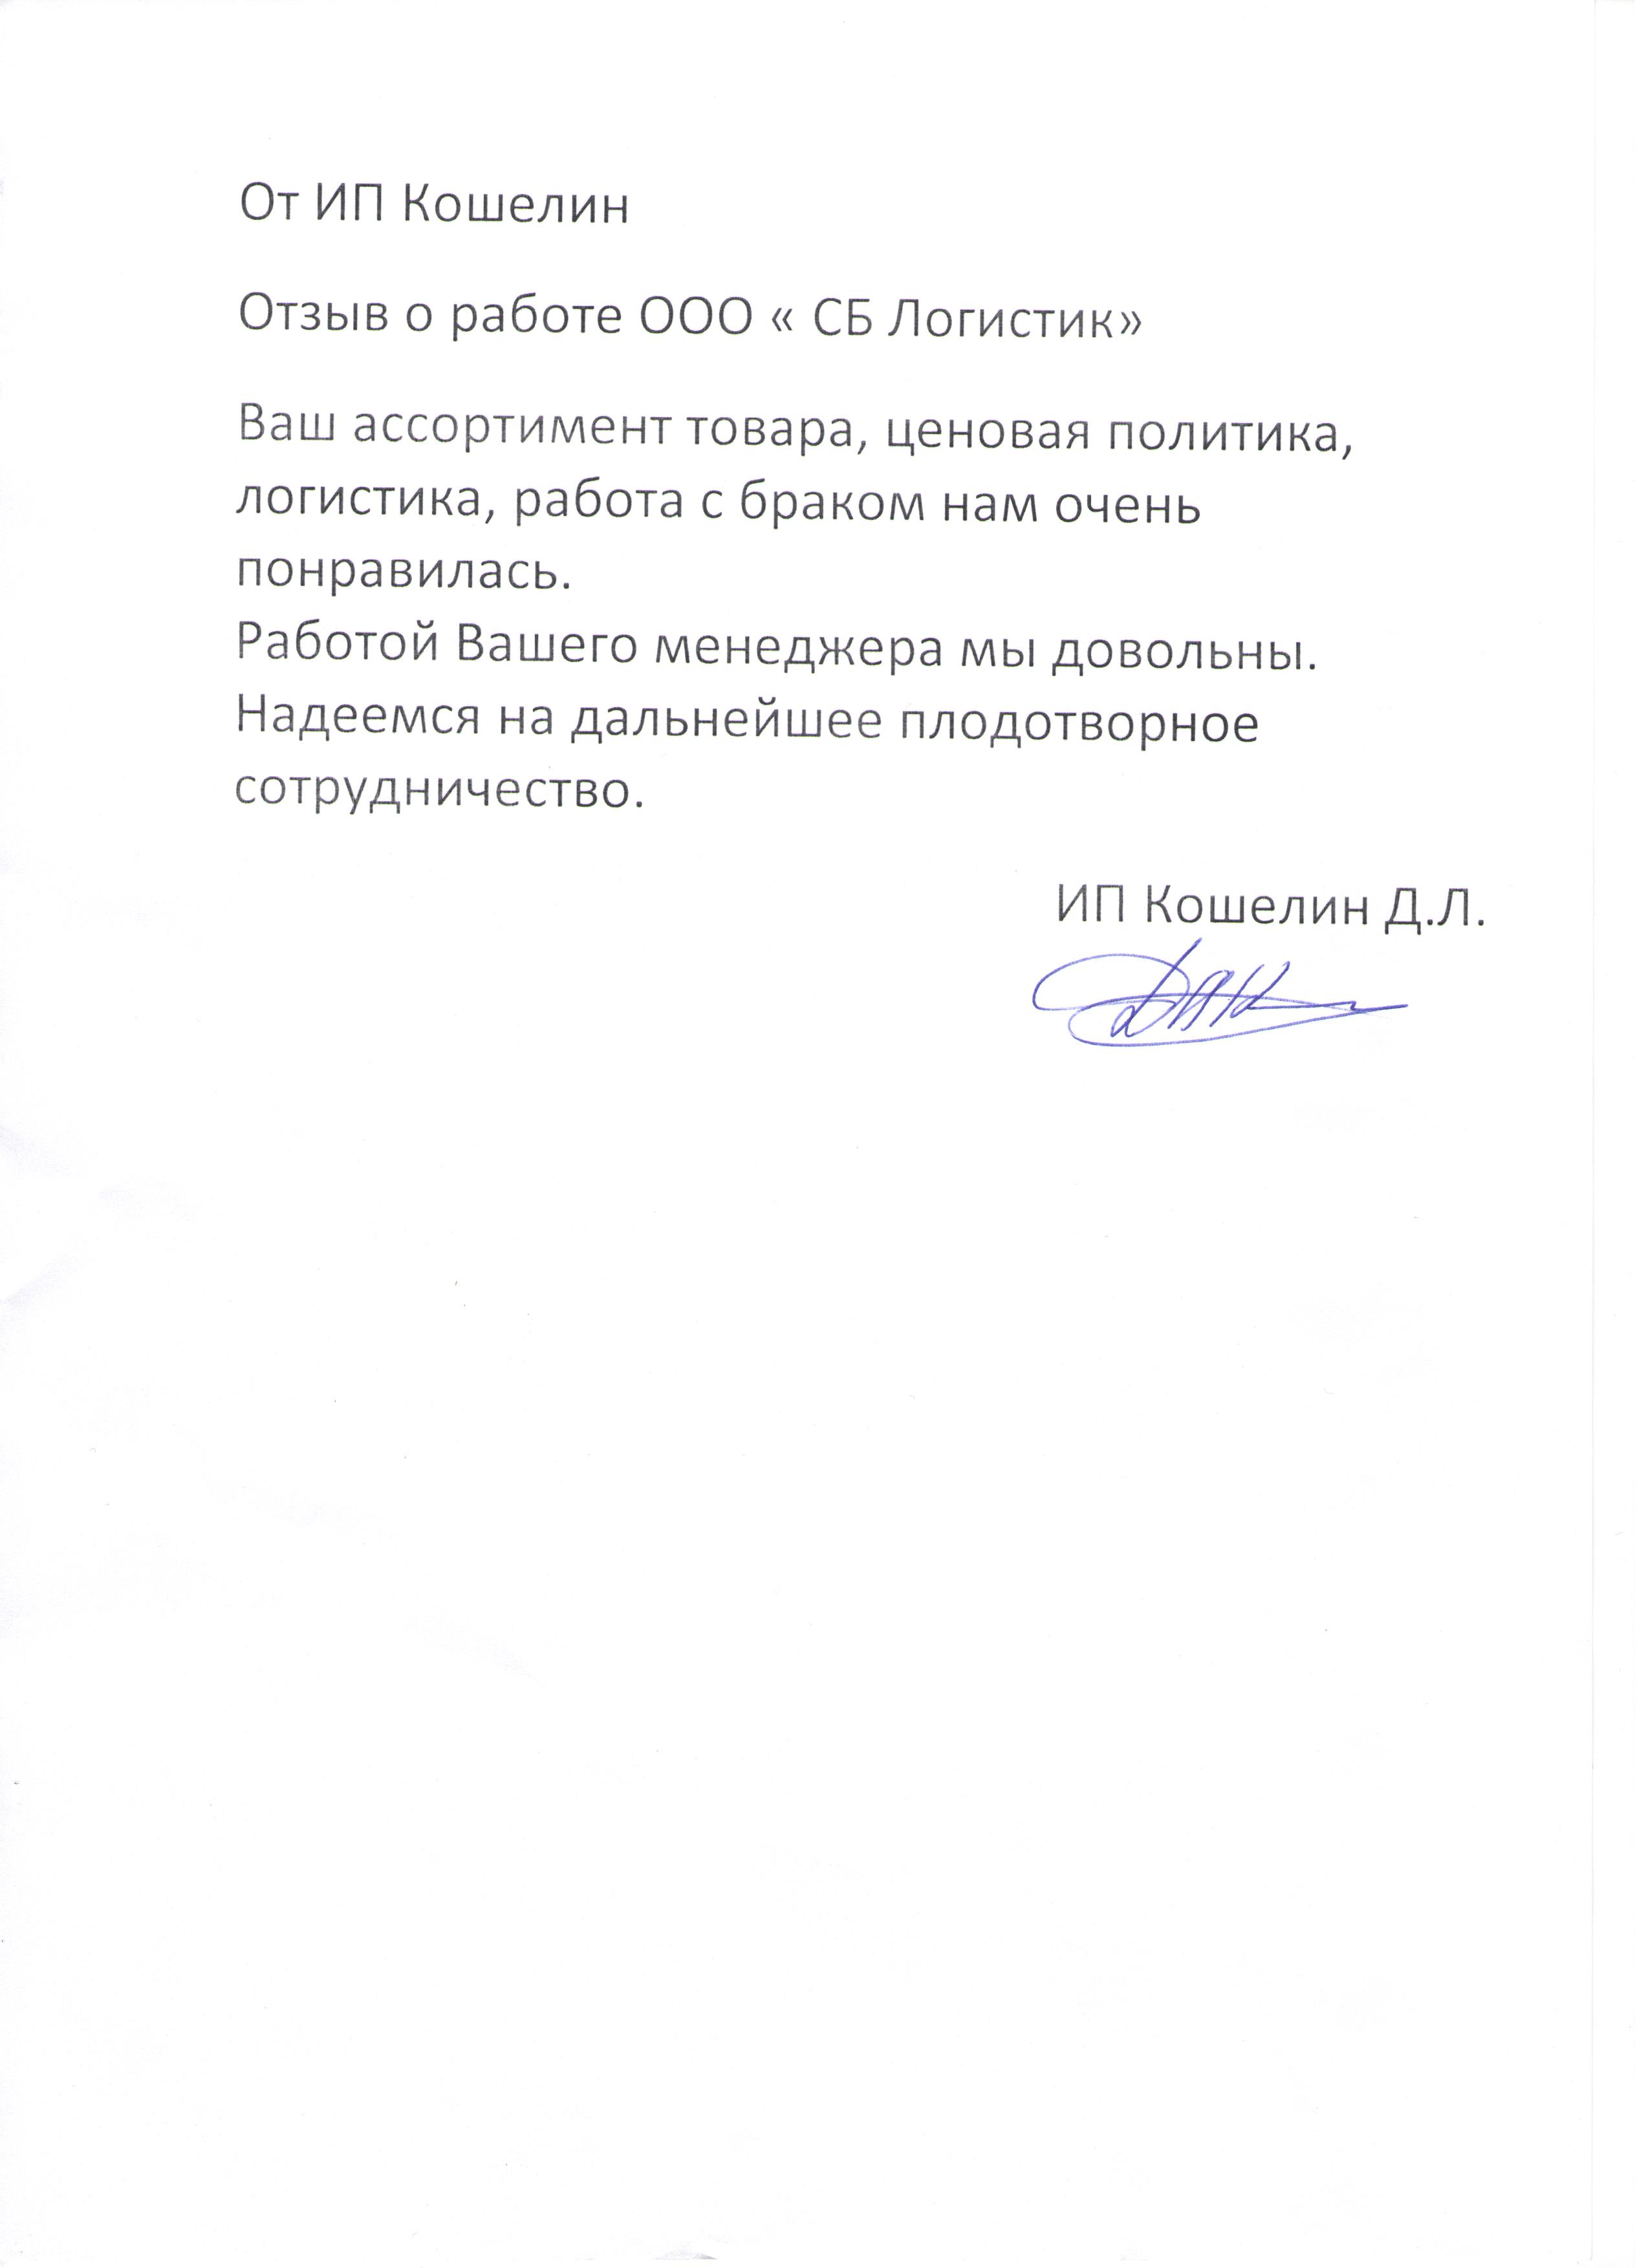 От ИП Кошелин
Отзыв о работе ООО « СБ Логистик»
Ваш ассортимент товара, ценовая политика,
логистика, работа с браком нам очень
понравилась.
Работой Вашего менеджера мы довольны.
Надеемся на дальнейшее плодотворное
сотрудничество.
ИП Кошелин Д.Л.